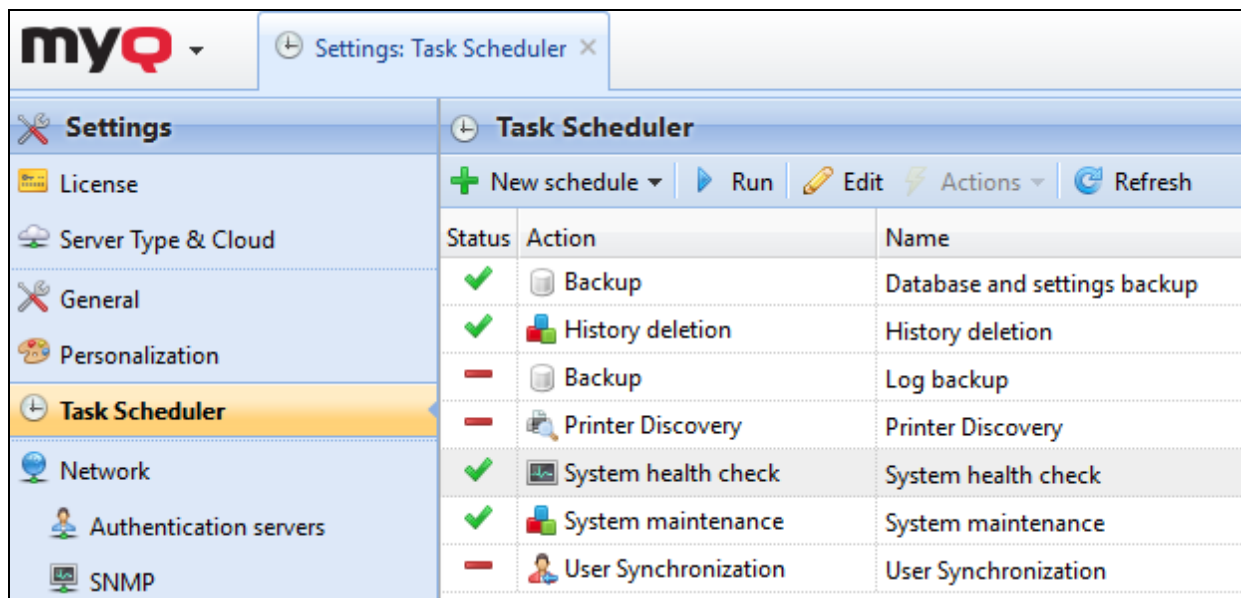 myQ
Settings: Task Scheduler
Settings
License
Server Type & Cloud
General
Personalization
Task Scheduler
Network
Authentication servers
SNMP
Task Scheduler
New schedule Run Edit Actions Refresh
Status Action Name
Backup Database and settings backup
History deletion History deletion
Backup Log backup
Printer Discovery Printer Discovery
System health check System health check
System maintenance System maintenance
User Synchronization User Synchronization